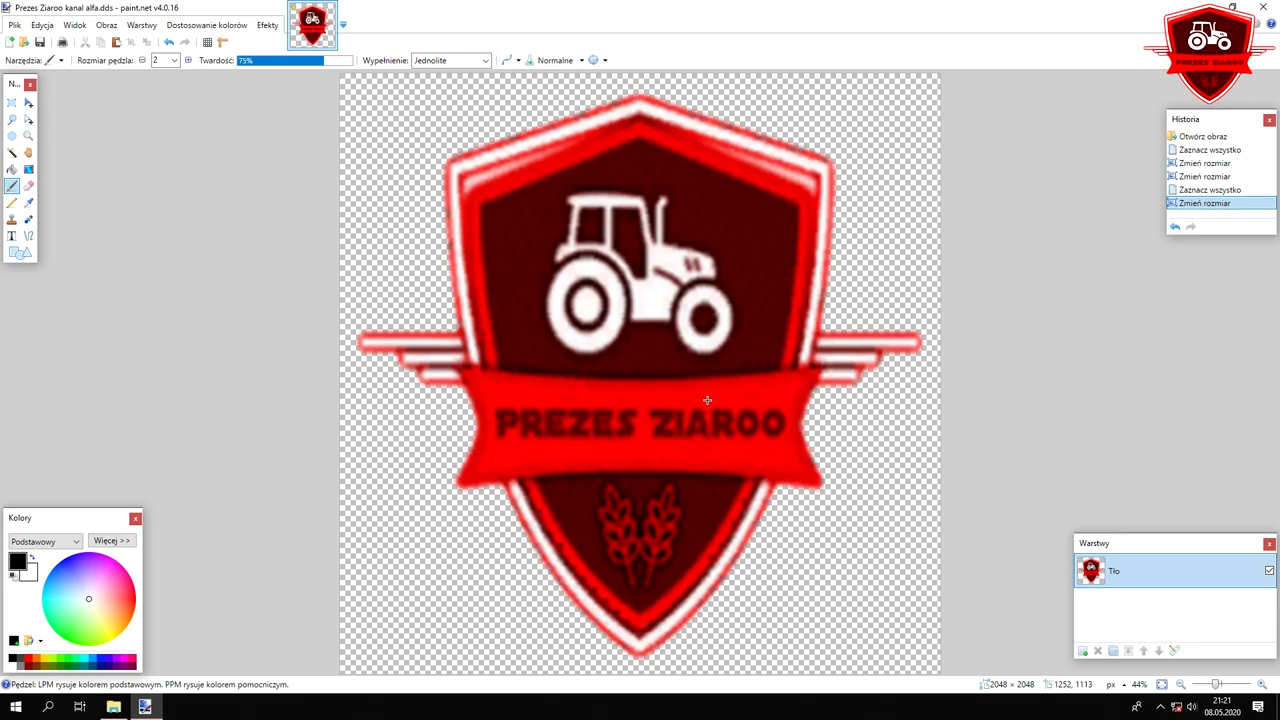 Prezes Ziaroo kanal alfa.dds - paint.net v4.0.16
Plik Edycja Widok Obraz Warstwy Dostosowanie kolorów Efekty
Narzędzia: Rozmiar pędzla: 2 Twardość: 75% Wypełnienie: Jednolite Normalne
PREZES ZIAROO
N...
Historia
Otwórz obraz
Zaznacz wszystko
Zmień rozmiar
Zmień rozmiar
Zaznacz wszystko
Zmień rozmiar
PREZES ZIAROO
Kolory
Podstawowy Więcej >>
Warstwy
Tło
Pędzel: LPM rysuje kolorem podstawowym. PPM rysuje kolorem pomocniczym.
2048 × 2048 1252, 1113 px 44%
21:21
08.05.2020